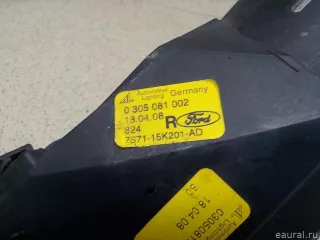 Automotive Lighting Germany
0 305 081 002
13.04.08 R Ford
824
7S71-15K201-AD
18 04 08
030508
eaural.ru